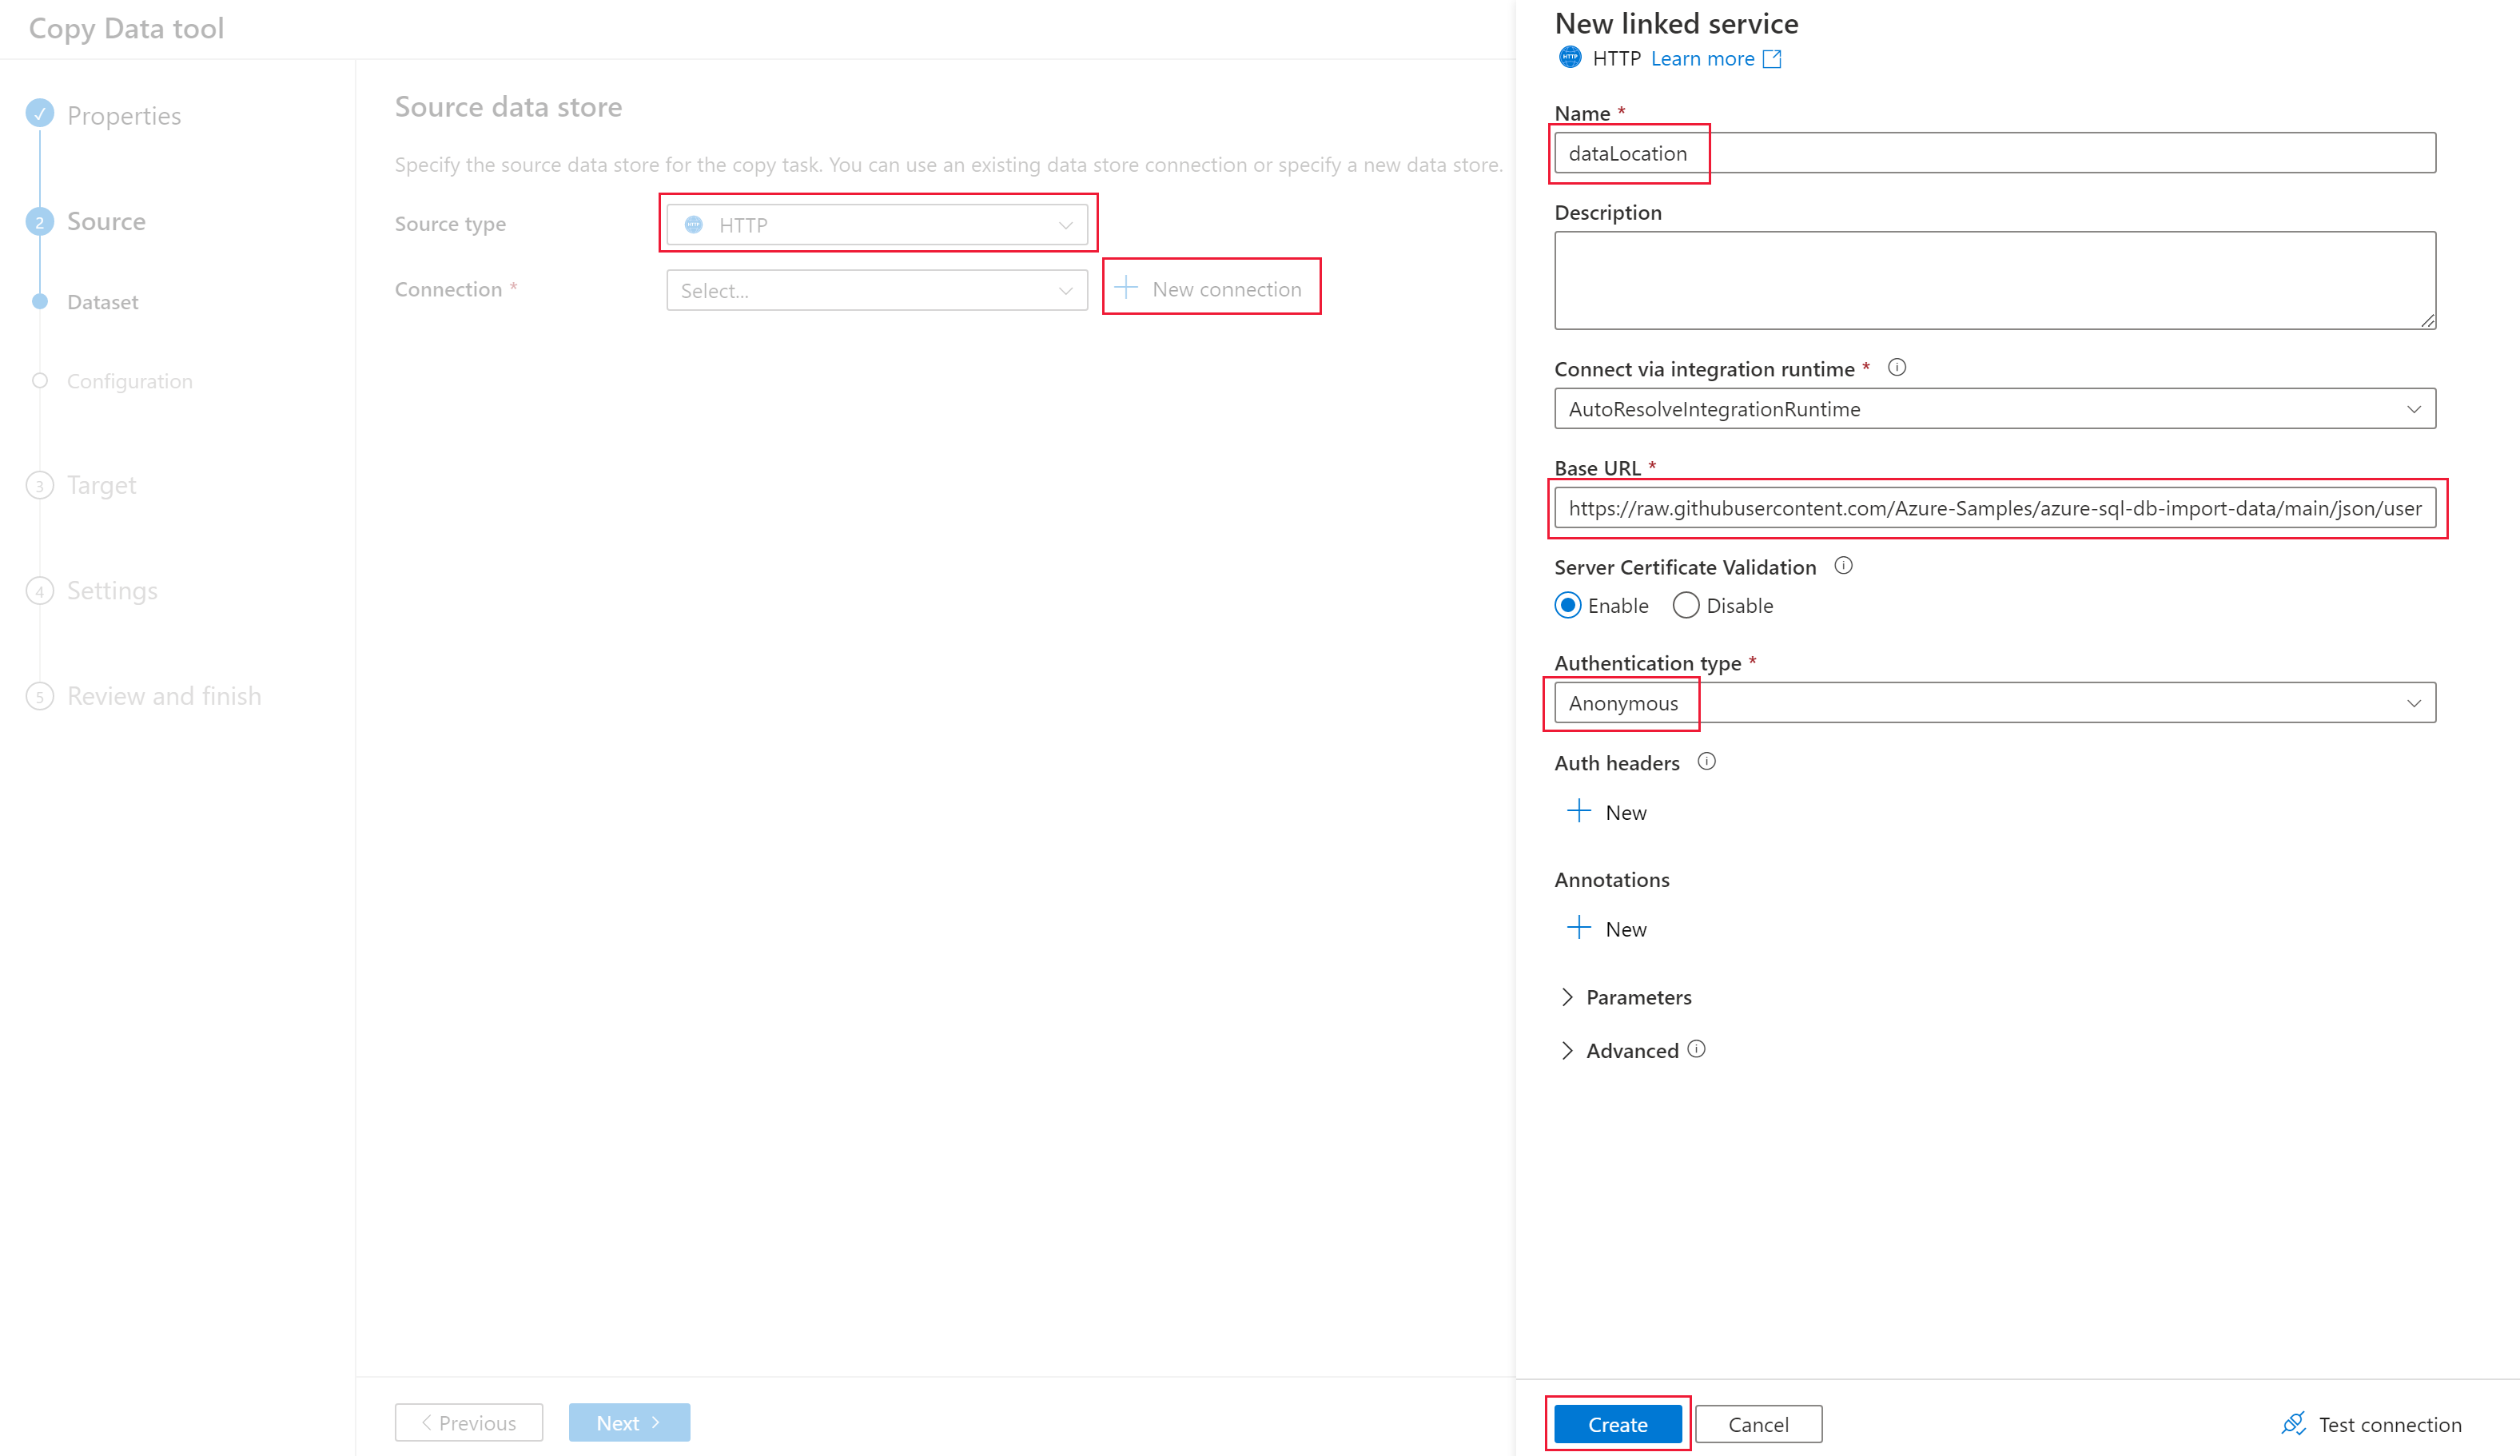 Copy Data tool
Properties
2 Source
Dataset
Configuration
3 Target
4 Settings
5 Review and finish
Source data store
Specify the source data store for the copy task. You can use an existing data store connection or specify a new data store.
Source type
HTTP
Connection *
Select...
New connection
Previous
Next
New linked service
HTTP Learn more
Name *
dataLocation
Description
Connect via integration runtime *
AutoResolveIntegrationRuntime
Base URL *
https://raw.githubusercontent.com/Azure-Samples/azure-sql-db-import-data/main/json/user
Server Certificate Validation
Enable Disable
Authentication type *
Anonymous
Auth headers
New
Annotations
New
Parameters
Advanced
Create Cancel Test connection